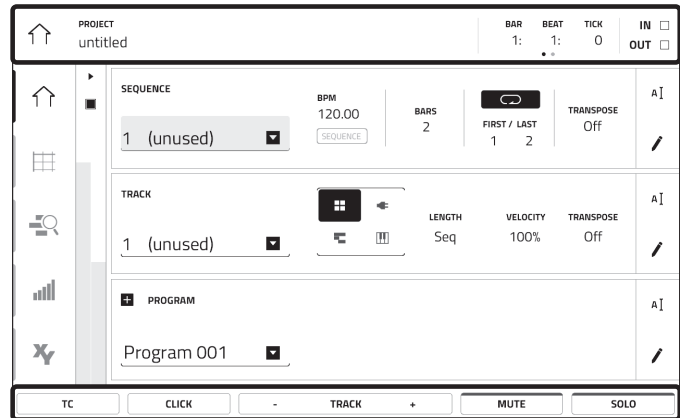 PROJECT
untitled
BAR BEAT TICK
1: 1: 0
IN
OUT
SEQUENCE
1 (unused)
BPM
120.00
SEQUENCE
BARS
2
FIRST / LAST
1 2
TRANSPOSE
Off
A
TRACK
1 (unused)
LENGTH
Seq
VELOCITY
100%
TRANSPOSE
Off
A
PROGRAM
Program 001
A
XY
TC CLICK - TRACK + MUTE SOLO